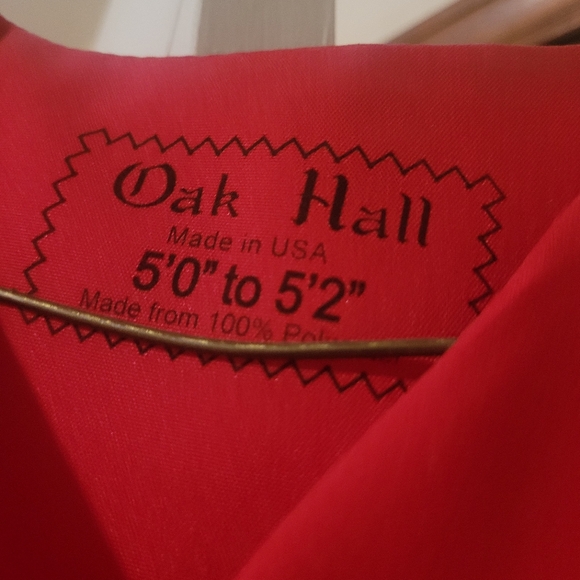 Oak Hall
Made in USA
5'0" to 5'2"
Made from 100%